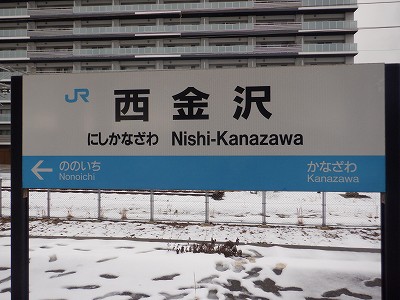 JR 西金沢
にしかなざわ Nishi-Kanazawa
← ののいち かなざわ
Nonoichi Kanazawa